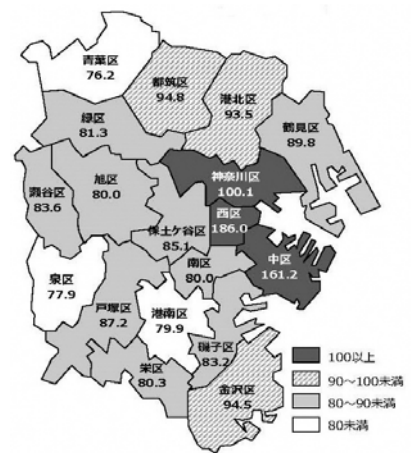 青葉区
76.2
都筑区
94.8
港北区
93.5
緑区
81.3
鶴見区
89.8
神奈川区
100.1
瀬谷区
83.6
旭区
80.0
西区
186.0
保土ケ谷区
85.1
中区
161.2
南区
80.0
泉区
77.9
戸塚区
87.2
港南区
79.9
磯子区
83.2
栄区
80.3
金沢区
94.5
100以上
90～100未満
80～90未満
80未満